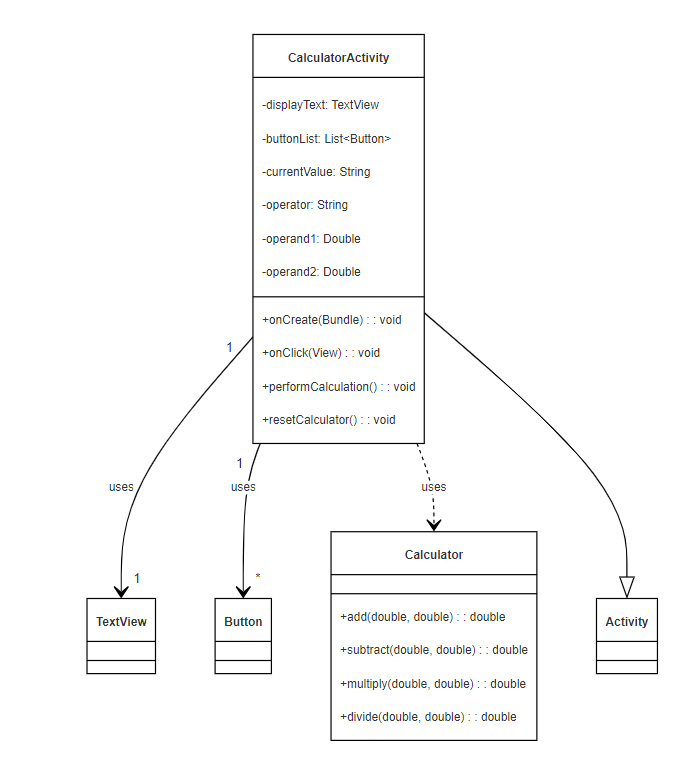 CalculatorActivity
-displayText: TextView
-buttonList: List<Button>
-currentValue: String
-operator: String
-operand1: Double
-operand2: Double
+onCreate(Bundle) : : void
+onClick(View) : : void
+performCalculation() : : void
+resetCalculator() : : void
1
1
uses
uses
uses
1
*
TextView
Button
Calculator
+add(double, double) : : double
+subtract(double, double) : : double
+multiply(double, double) : : double
+divide(double, double) : : double
Activity